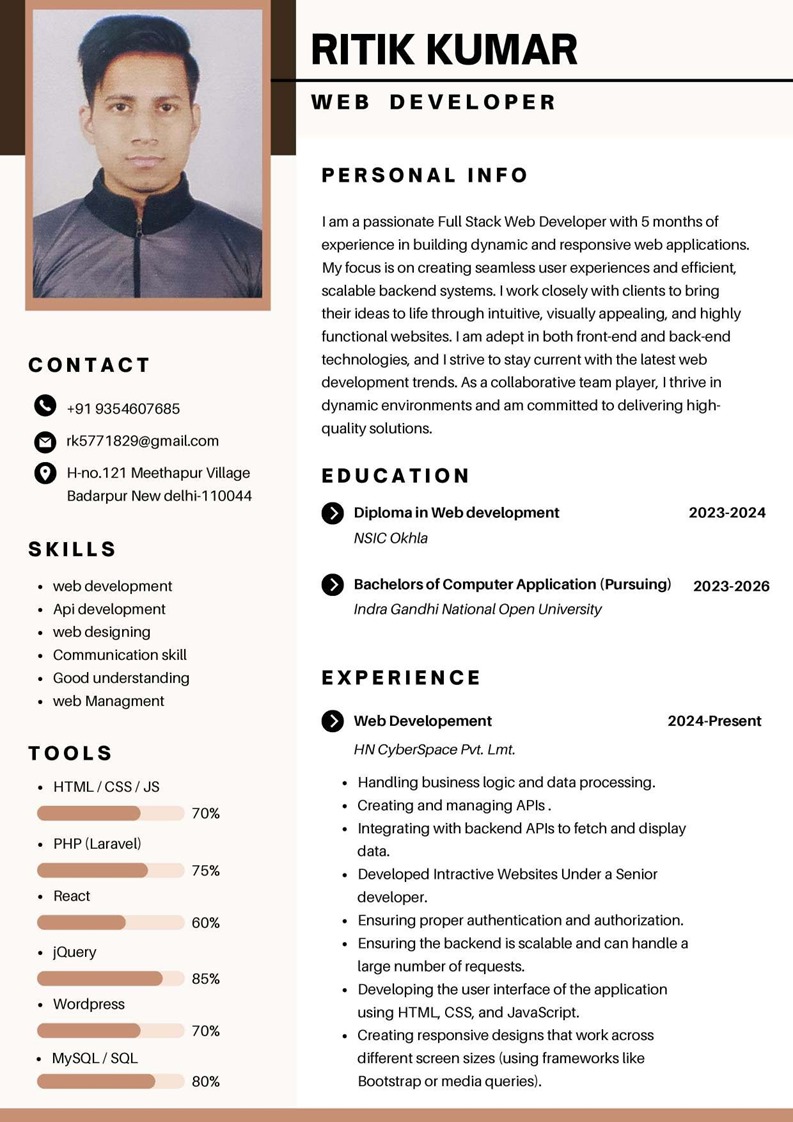 RITIK KUMAR
WEB DEVELOPER
CONTACT
+91 9354607685
rk5771829@gmail.com
H-no.121 Meethapur Village
Badarpur New delhi-110044
SKILLS
• web development
• Api development
• web designing
• Communication skill
• Good understanding
• web Managment
TOOLS
• HTML / CSS / JS
70%
• PHP (Laravel)
75%
• React
60%
• jQuery
85%
• Wordpress
70%
• MySQL / SQL
80%
PERSONAL INFO
I am a passionate Full Stack Web Developer with 5 months of
experience in building dynamic and responsive web applications.
My focus is on creating seamless user experiences and efficient,
scalable backend systems. I work closely with clients to bring
their ideas to life through intuitive, visually appealing, and highly
functional websites. I am adept in both front-end and back-end
technologies, and I strive to stay current with the latest web
development trends. As a collaborative team player, I thrive in
dynamic environments and am committed to delivering high-
quality solutions.
EDUCATION
Diploma in Web development 2023-2024
NSIC Okhla
Bachelors of Computer Application (Pursuing) 2023-2026
Indra Gandhi National Open University
EXPERIENCE
Web Developement 2024-Present
HN CyberSpace Pvt. Lmt.
• Handling business logic and data processing.
• Creating and managing APIs .
• Integrating with backend APIs to fetch and display
data.
• Developed Intractive Websites Under a Senior
developer.
• Ensuring proper authentication and authorization.
• Ensuring the backend is scalable and can handle a
large number of requests.
• Developing the user interface of the application
using HTML, CSS, and JavaScript.
• Creating responsive designs that work across
different screen sizes (using frameworks like
Bootstrap or media queries).